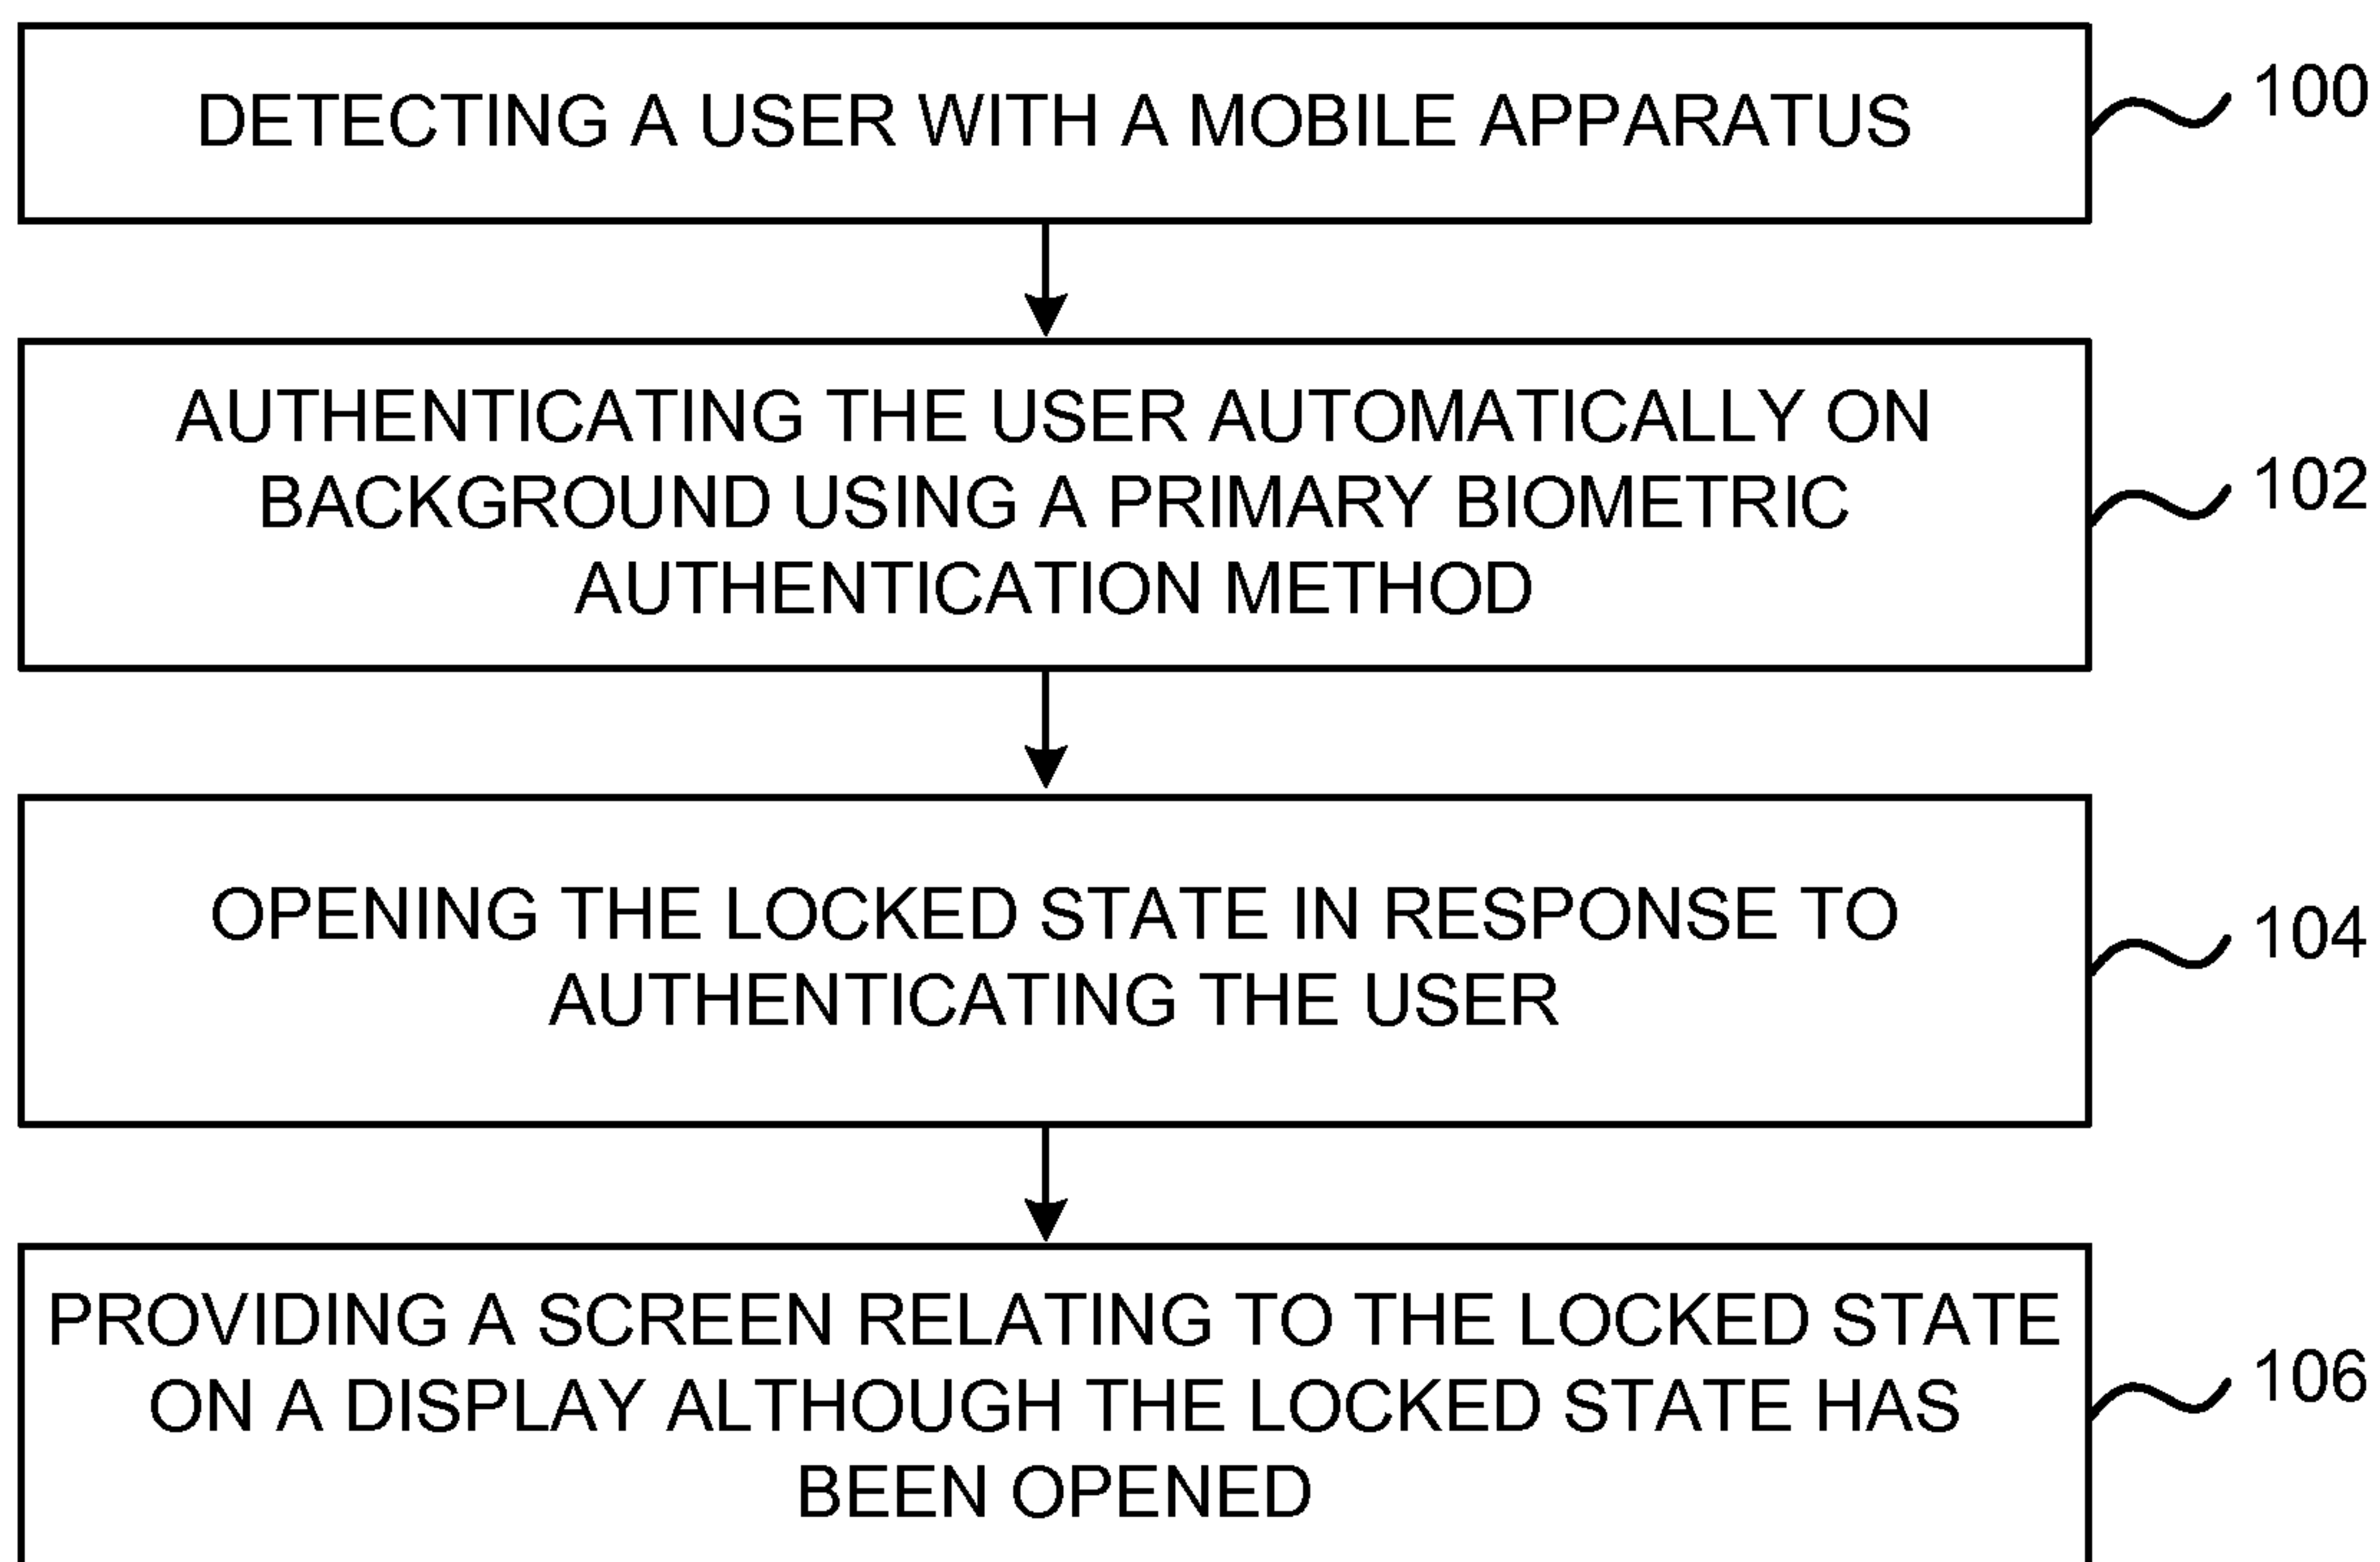 DETECTING A USER WITH A MOBILE APPARATUS
100
AUTHENTICATING THE USER AUTOMATICALLY ON
BACKGROUND USING A PRIMARY BIOMETRIC
AUTHENTICATION METHOD
102
OPENING THE LOCKED STATE IN RESPONSE TO
AUTHENTICATING THE USER
104
PROVIDING A SCREEN RELATING TO THE LOCKED STATE
ON A DISPLAY ALTHOUGH THE LOCKED STATE HAS
BEEN OPENED
106